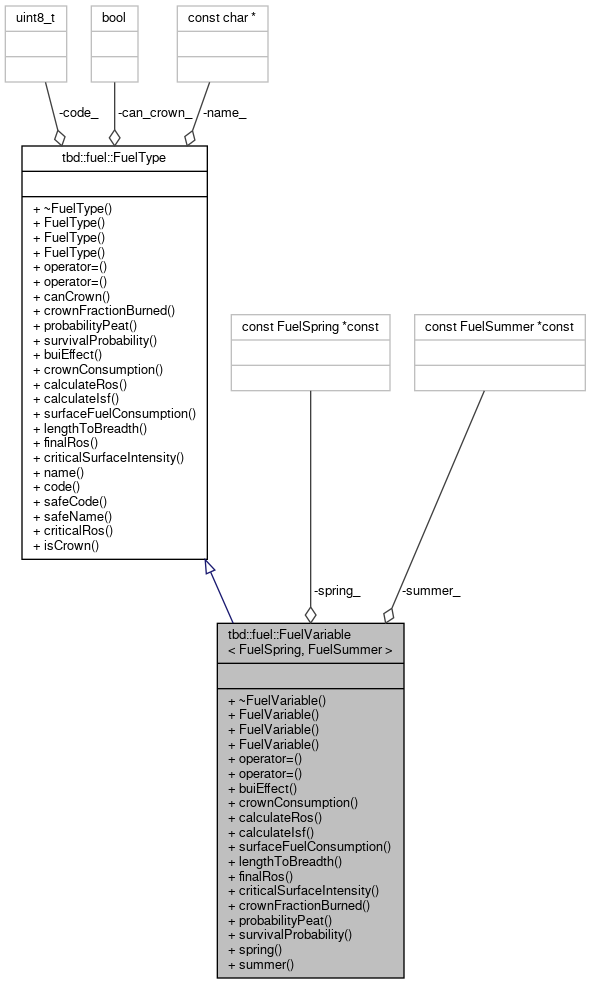 uint8_t
bool
const char *
-code_
-can_crown_
-name_
tbd::fuel::FuelType
+ ~FuelType()
+ FuelType()
+ FuelType()
+ FuelType()
+ operator=()
+ operator=()
+ canCrown()
+ crownFractionBurned()
+ probabilityPeat()
+ survivalProbability()
+ buiEffect()
+ crownConsumption()
+ calculateRos()
+ calculateIsf()
+ surfaceFuelConsumption()
+ lengthToBreadth()
+ finalRos()
+ criticalSurfaceIntensity()
+ name()
+ code()
+ safeCode()
+ safeName()
+ criticalRos()
+ isCrown()
const FuelSpring *const
const FuelSummer *const
-spring_
-summer_
tbd::fuel::FuelVariable
< FuelSpring, FuelSummer >
+ ~FuelVariable()
+ FuelVariable()
+ FuelVariable()
+ FuelVariable()
+ operator=()
+ operator=()
+ buiEffect()
+ crownConsumption()
+ calculateRos()
+ calculateIsf()
+ surfaceFuelConsumption()
+ lengthToBreadth()
+ finalRos()
+ criticalSurfaceIntensity()
+ crownFractionBurned()
+ probabilityPeat()
+ survivalProbability()
+ spring()
+ summer()